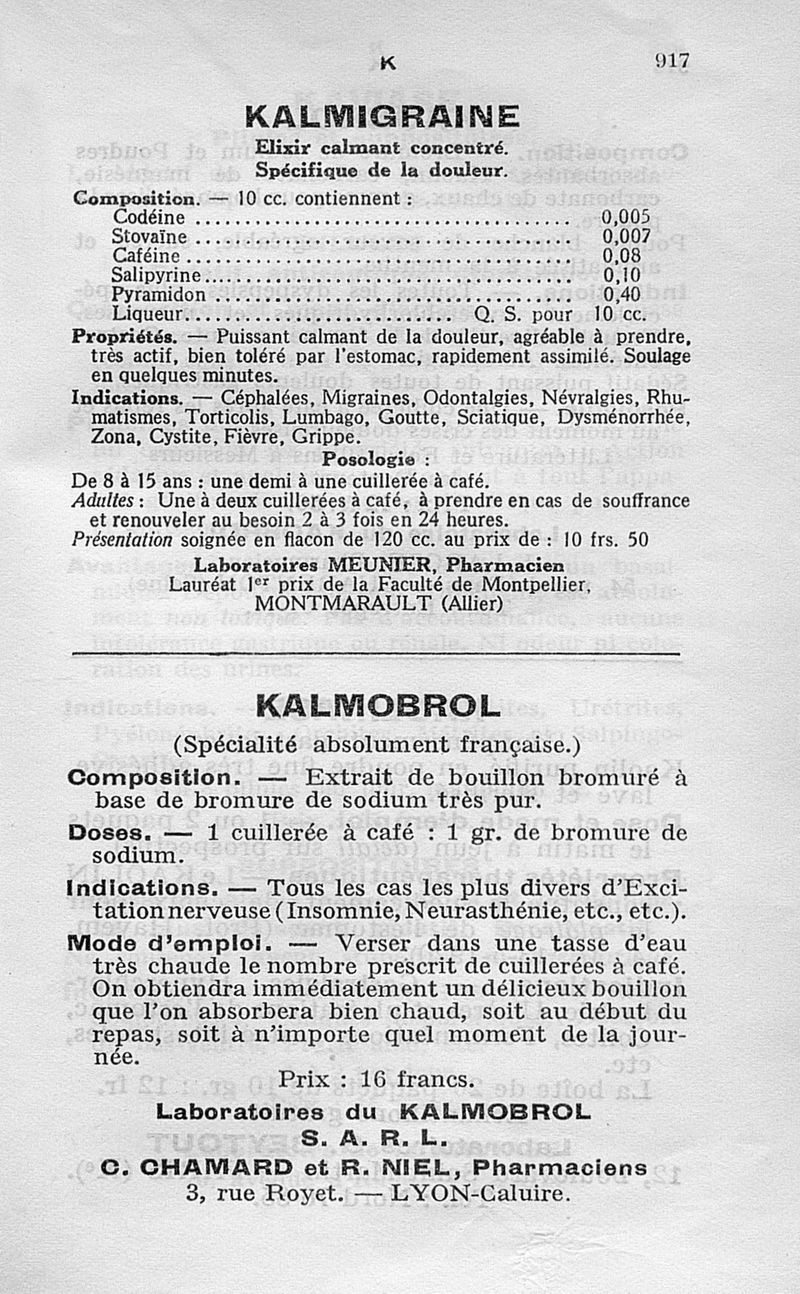 K
917
KALMIGRAINE
Elixir calmant concentré.
Spécifique de la douleur.
Composition. — 10 cc. contiennent :
Codéine ........................................ 0,005
Stovaïne ........................................ 0,007
Caféine ........................................ 0,08
Salipyrine........................................ 0,10
Pyramidon ........................................ 0,40
Liqueur.............................. Q. S. pour 10 cc.
Propriétés. — Puissant calmant de la douleur, agréable à prendre,
très actif, bien toléré par l'estomac, rapidement assimilé. Soulage
en quelques minutes.
Indications. — Céphalées, Migraines, Odontalgies, Névralgies, Rhu-
matismes, Torticolis, Lumbago, Goutte, Sciatique, Dysménorrhée,
Zona, Cystite, Fièvre, Grippe.
Posologie :
De 8 à 15 ans : une demi à une cuillerée à café.
Adultes : Une à deux cuillerées à café, à prendre en cas de souffrance
et renouveler au besoin 2 à 3 fois en 24 heures.
Présentation soignée en flacon de 120 cc. au prix de : 10 frs. 50
Laboratoires MEUNIER, Pharmacien
Lauréat 1er prix de la Faculté de Montpellier,
MONTMARAULT (Allier)
KALMOBROL
(Spécialité absolument française.)
Composition. — Extrait de bouillon bromuré à
base de bromure de sodium très pur.
Doses. — 1 cuillerée à café : 1 gr. de bromure de
sodium.
Indications. — Tous les cas les plus divers d'Exci-
tation nerveuse (Insomnie, Neurasthénie, etc., etc.).
Mode d'emploi. — Verser dans une tasse d'eau
très chaude le nombre prescrit de cuillerées à café.
On obtiendra immédiatement un délicieux bouillon
que l'on absorbera bien chaud, soit au début du
repas, soit à n'importe quel moment de la jour-
née.
Prix : 16 francs.
Laboratoires du KALMOBROL
S. A. R. L.
C. CHAMARD et R. NIEL, Pharmaciens
3, rue Royet. — LYON-Caluire.